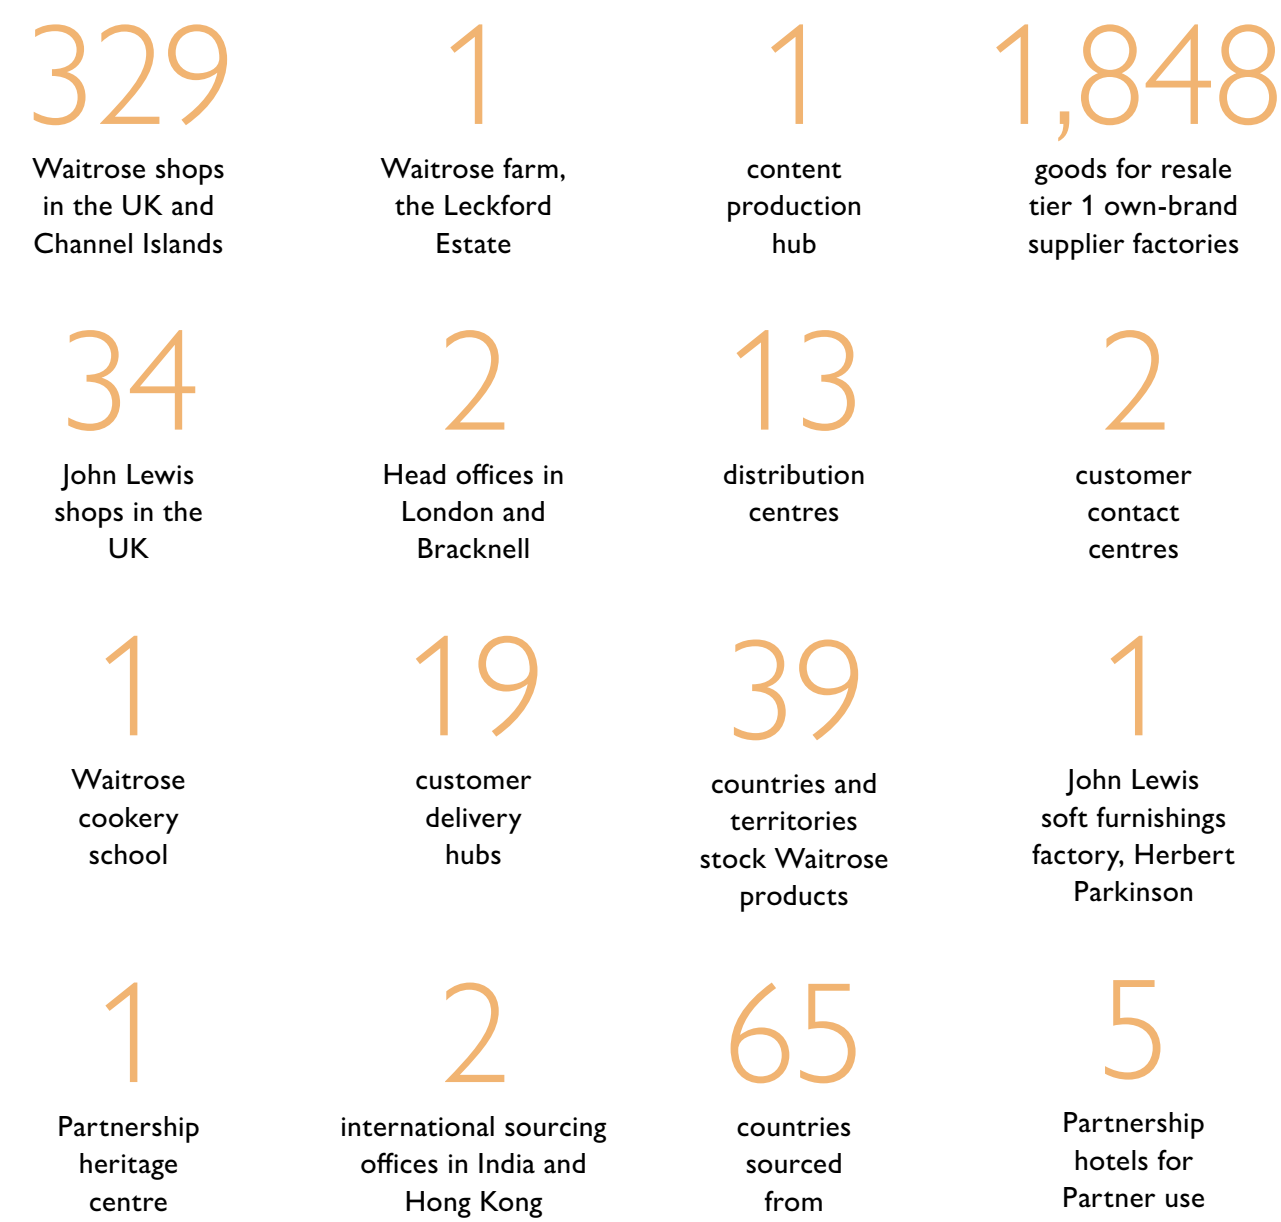 329
Waitrose shops
in the UK and
Channel Islands
1
Waitrose farm,
the Leckford
Estate
1
content
production
hub
1,848
goods for resale
tier 1 own-brand
supplier factories
34
John Lewis
shops in the
UK
2
Head offices in
London and
Bracknell
13
distribution
centres
2
customer
contact
centres
1
Waitrose
cookery
school
19
customer
delivery
hubs
39
countries and
territories
stock Waitrose
products
1
John Lewis
soft furnishings
factory, Herbert
Parkinson
1
Partnership
heritage
centre
2
international sourcing
offices in India and
Hong Kong
65
countries
sourced
from
5
Partnership
hotels for
Partner use